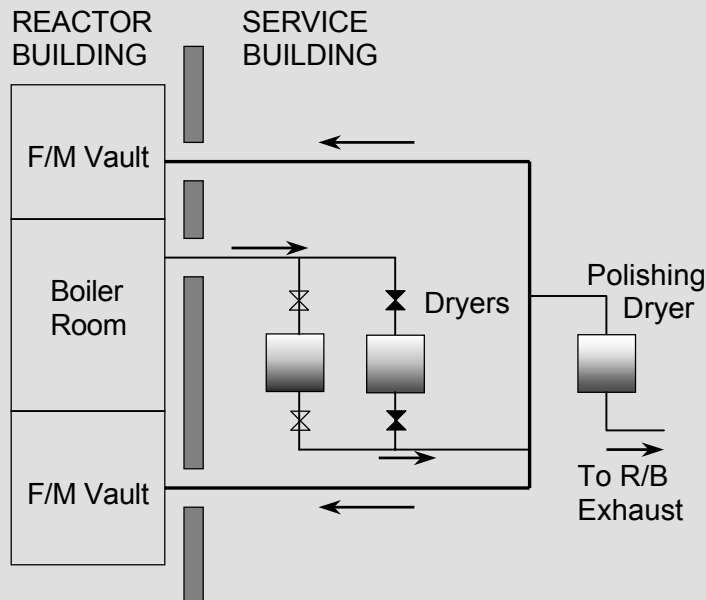 REACTOR
BUILDING
SERVICE
BUILDING
F/M Vault
Boiler
Room
Dryers
Polishing
Dryer
F/M Vault
To R/B
Exhaust